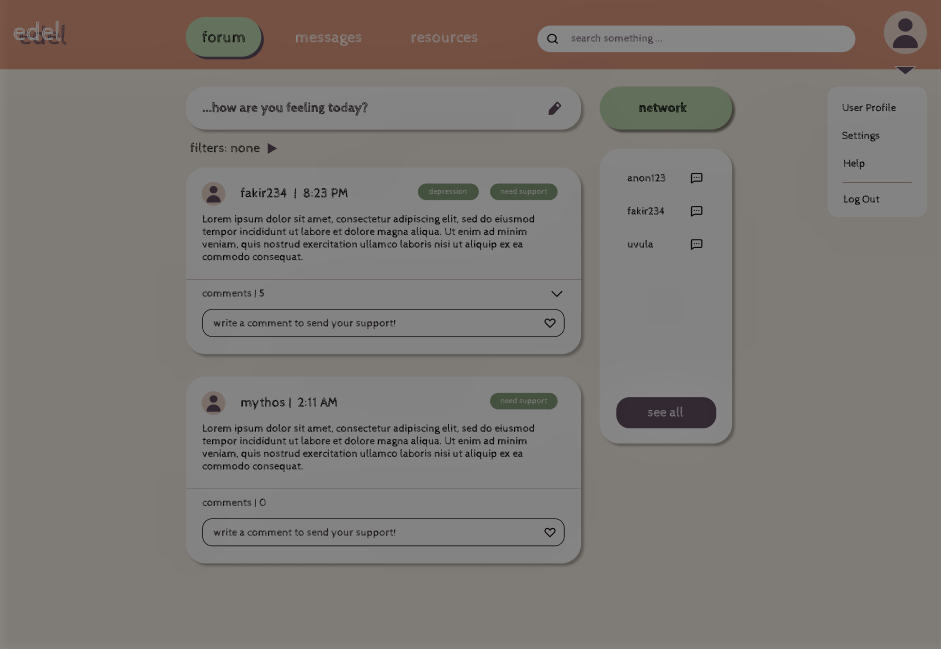 edel
forum
messages
resources
search something...
...how are you feeling today?
network
User Profile
Settings
Help
Log Out
filters: none
fakir234 | 8:23 PM
depression
need support
Lorem ipsum dolor sit amet, consectetur adipiscing elit, sed do eiusmod
tempor incididunt ut labore et dolore magna aliqua. Ut enim ad minim
veniam, quis nostrud exercitation ullamco laboris nisi ut aliquip ex ea
commodo consequat.
comments | 5
write a comment to send your support!
anon123
fakir234
uvula
see all
mythos | 2:11 AM
need support
Lorem ipsum dolor sit amet, consectetur adipiscing elit, sed do eiusmod
tempor incididunt ut labore et dolore magna aliqua. Ut enim ad minim
veniam, quis nostrud exercitation ullamco laboris nisi ut aliquip ex ea
commodo consequat.
comments | 0
write a comment to send your support!